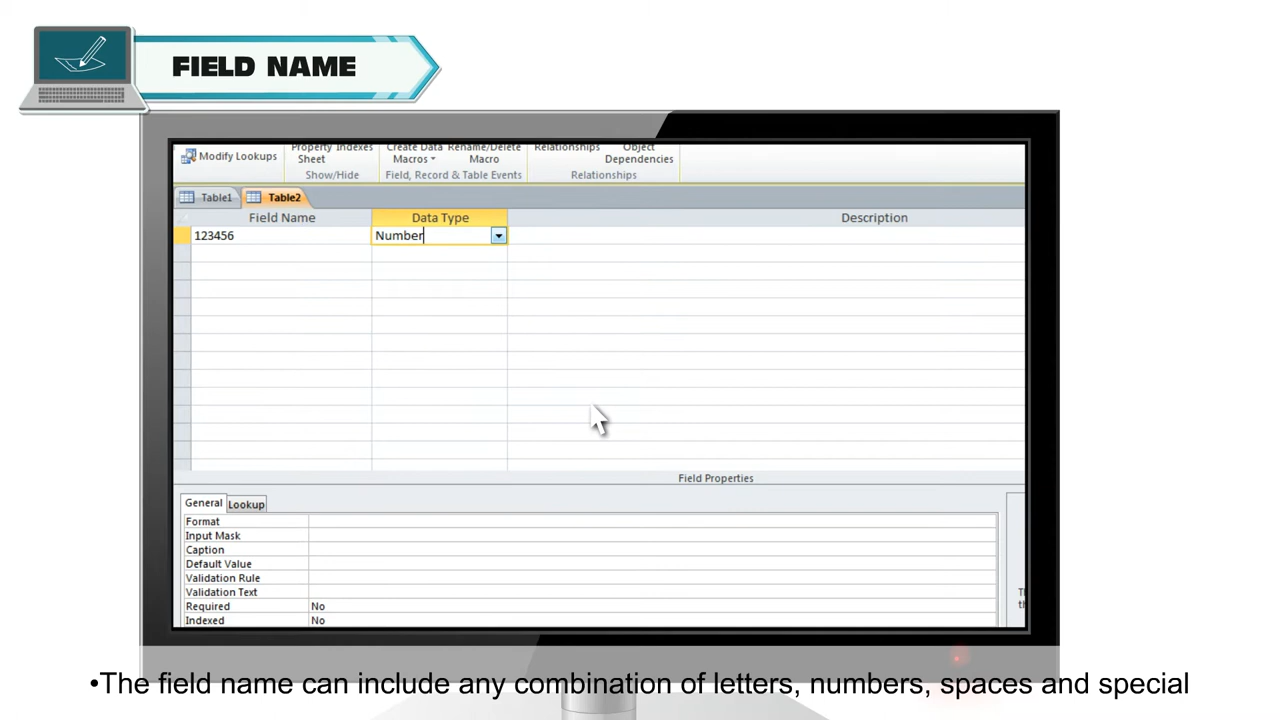 FIELD NAME
Property Indexes Create Data Rename/Delete Relationships Object
Modify Lookups Sheet Macros Macro Dependencies
Show/Hide Field, Record & Table Events Relationships
Table1 Table2
Field Name Data Type Description
123456 Number
Field Properties
General Lookup
Format
Input Mask
Caption
Default Value
Validation Rule
Validation Text
Required No
Indexed No
•The field name can include any combination of letters, numbers, spaces and special